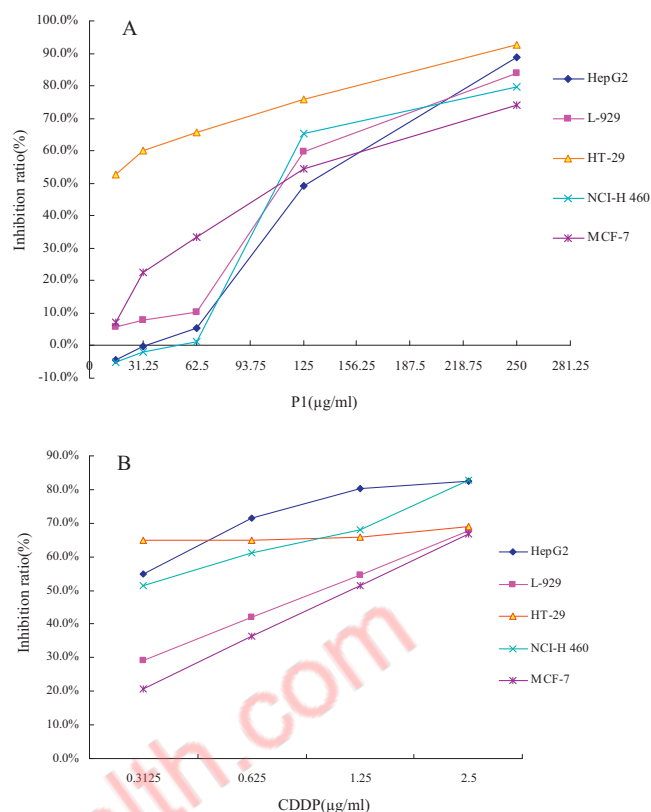 A
100.0%
90.0%
80.0%
70.0%
60.0%
50.0%
40.0%
30.0%
20.0%
10.0%
0.0%
-10.0%
Inhibition ratio(%)
0 31.25 62.5 93.75 125 156.25 187.5 218.75 250 281.25
P1(μg/ml)
HepG2
L-929
HT-29
NCI-H 460
MCF-7
B
90.0%
80.0%
70.0%
60.0%
50.0%
40.0%
30.0%
20.0%
10.0%
0.0%
Inhibition ratio(%)
0.3125 0.625 1.25 2.5
CDDP(μg/ml)
HepG2
L-929
HT-29
NCI-H 460
MCF-7
alth.com